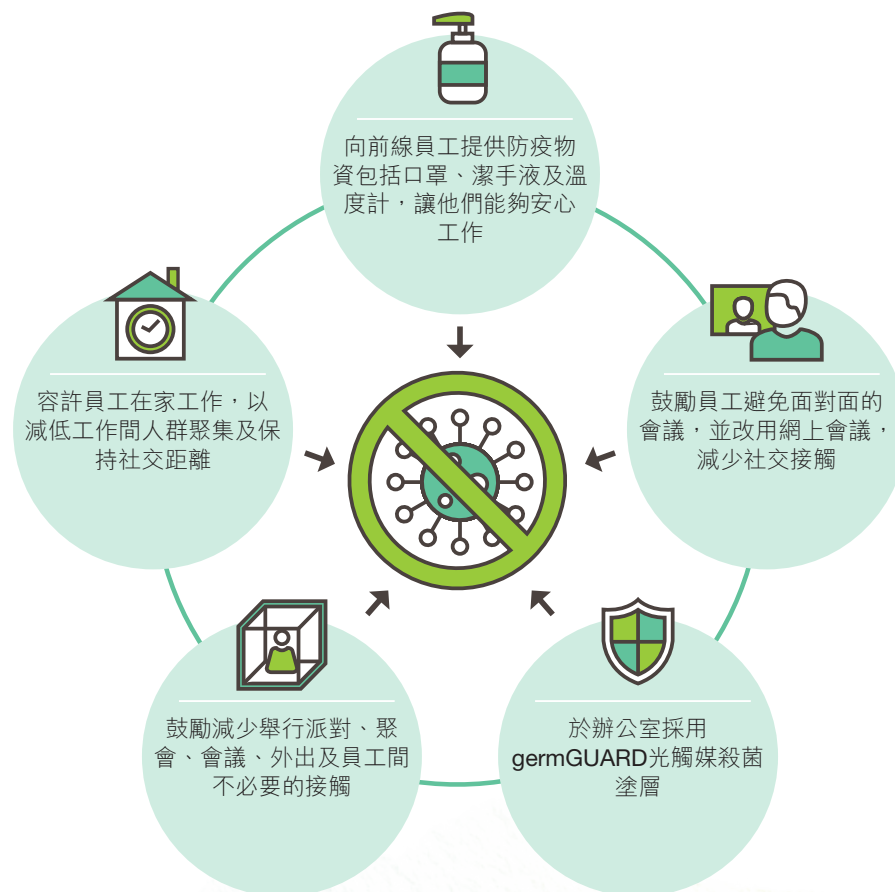 向前線員工提供防疫物
資包括口罩、潔手液及溫
度計，讓他們能夠安心
工作
容許員工在家工作，以
減低工作間人群聚集及保
持社交距離
鼓勵員工避免面對面的
會議，並改用網上會議，
減少社交接觸
鼓勵減少舉行派對、聚
會、會議、外出及員工間
不必要的接觸
於辦公室採用
germGUARD光觸媒殺菌
塗層